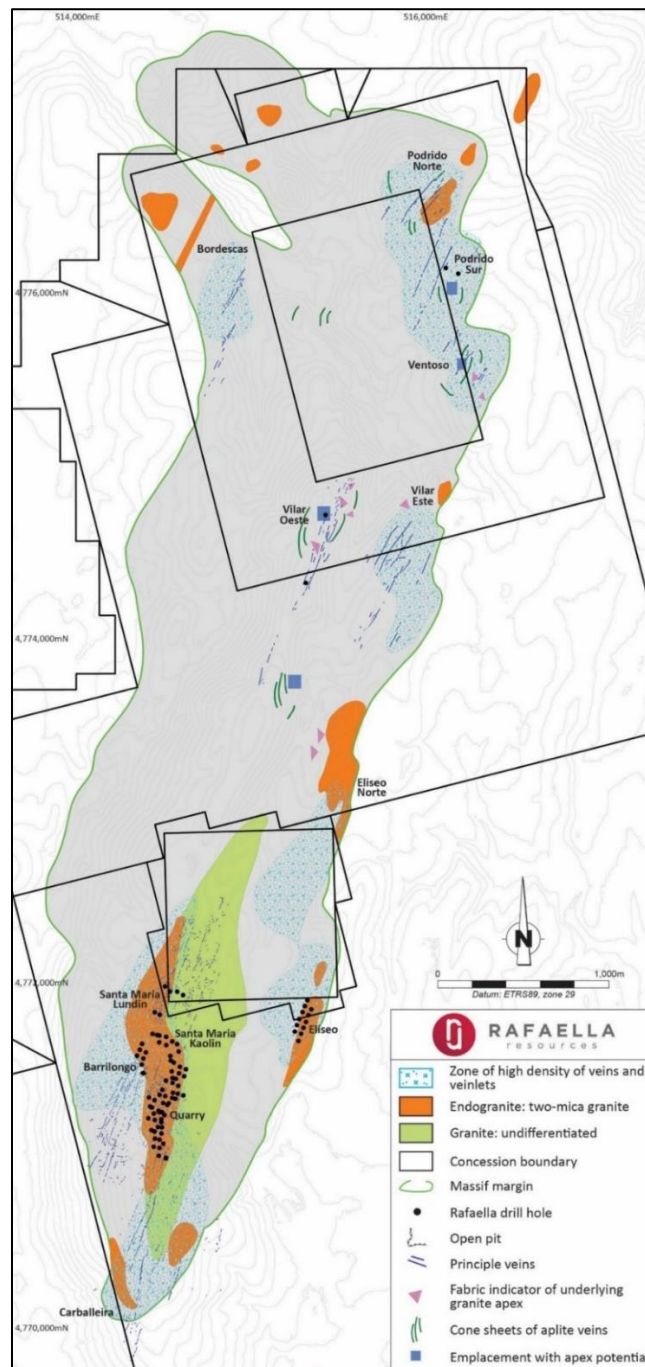 514,000mE
516,000mE
Podrido
Norte
Bordescas
Podrido
Sur
4,776,000mN
Ventoso
Vilar
Este
Vilar
Oeste
4,774,000mN
Eliseo
Norte
N
0
1,000m
Datum: ETRS89, zone 29
4,772,000mN
Santa Maria
Lundin
Santa Maria
Kaolin
Eliseo
Barrilongo
Quarry
Carballeira
4,770,000mN
RAFAELLA
resources
Zone of high density of veins and
veinlets
Endogranite: two-mica granite
Granite: undifferentiated
Concession boundary
Massif margin
Rafaella drill hole
Open pit
Principle veins
Fabric indicator of underlying
granite apex
Cone sheets of aplite veins
Emplacement with apex potential